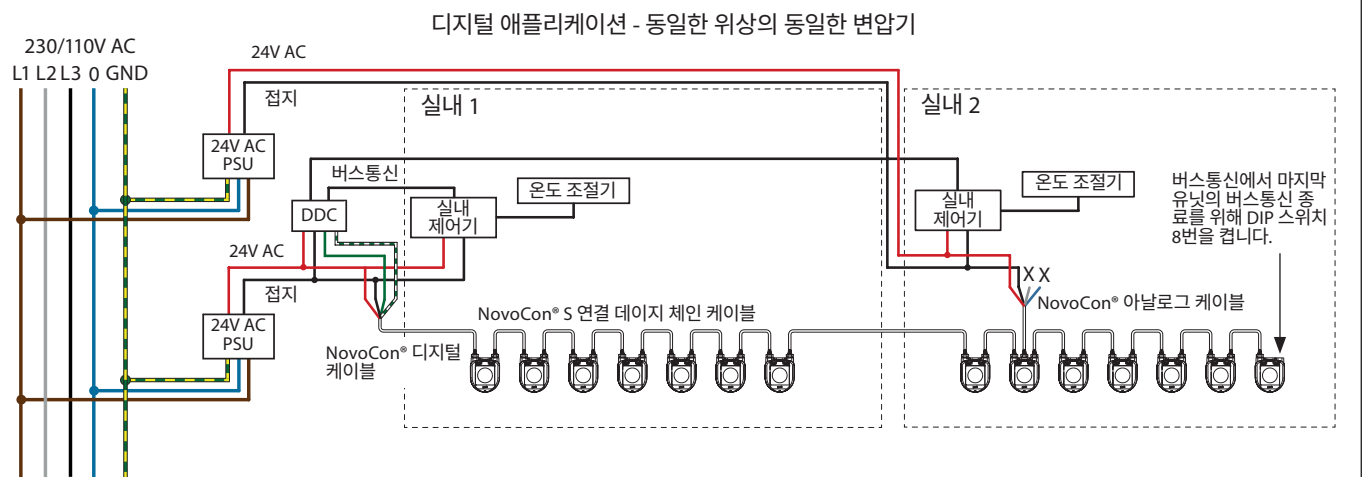 디지털 애플리케이션 - 동일한 위상의 동일한 변압기
230/110V AC
L1 L2 L3 0 GND
24V AC
접지
24V AC
PSU
실내 1
버스통신
DDC
실내
제어기
온도 조절기
24V AC
접지
24V AC
PSU
NovoCon® 디지털
케이블
NovoCon® S 연결 데이지 체인 케이블
실내 2
실내
제어기
온도 조절기
X X
NovoCon® 아날로그 케이블
버스통신에서 마지막
유닛의 버스통신 종
료를 위해 DIP 스위치
8번을 켭니다.